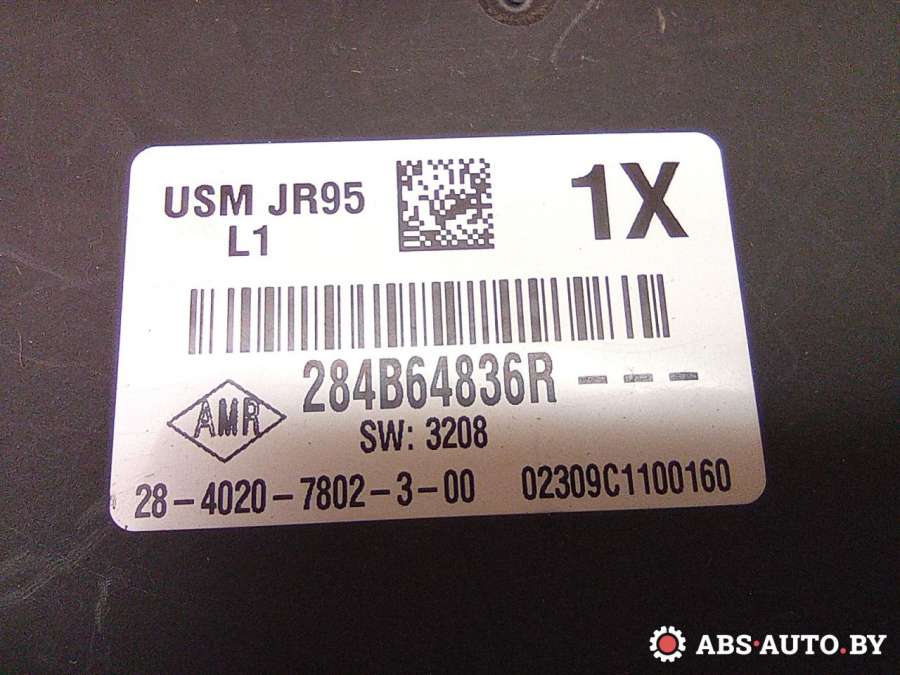 USM JR95
L1
1X
284B64836R - - -
AMR
SW: 3208
28-4020-7802-3-00 02309C1100160
ABS-AUTO.BY